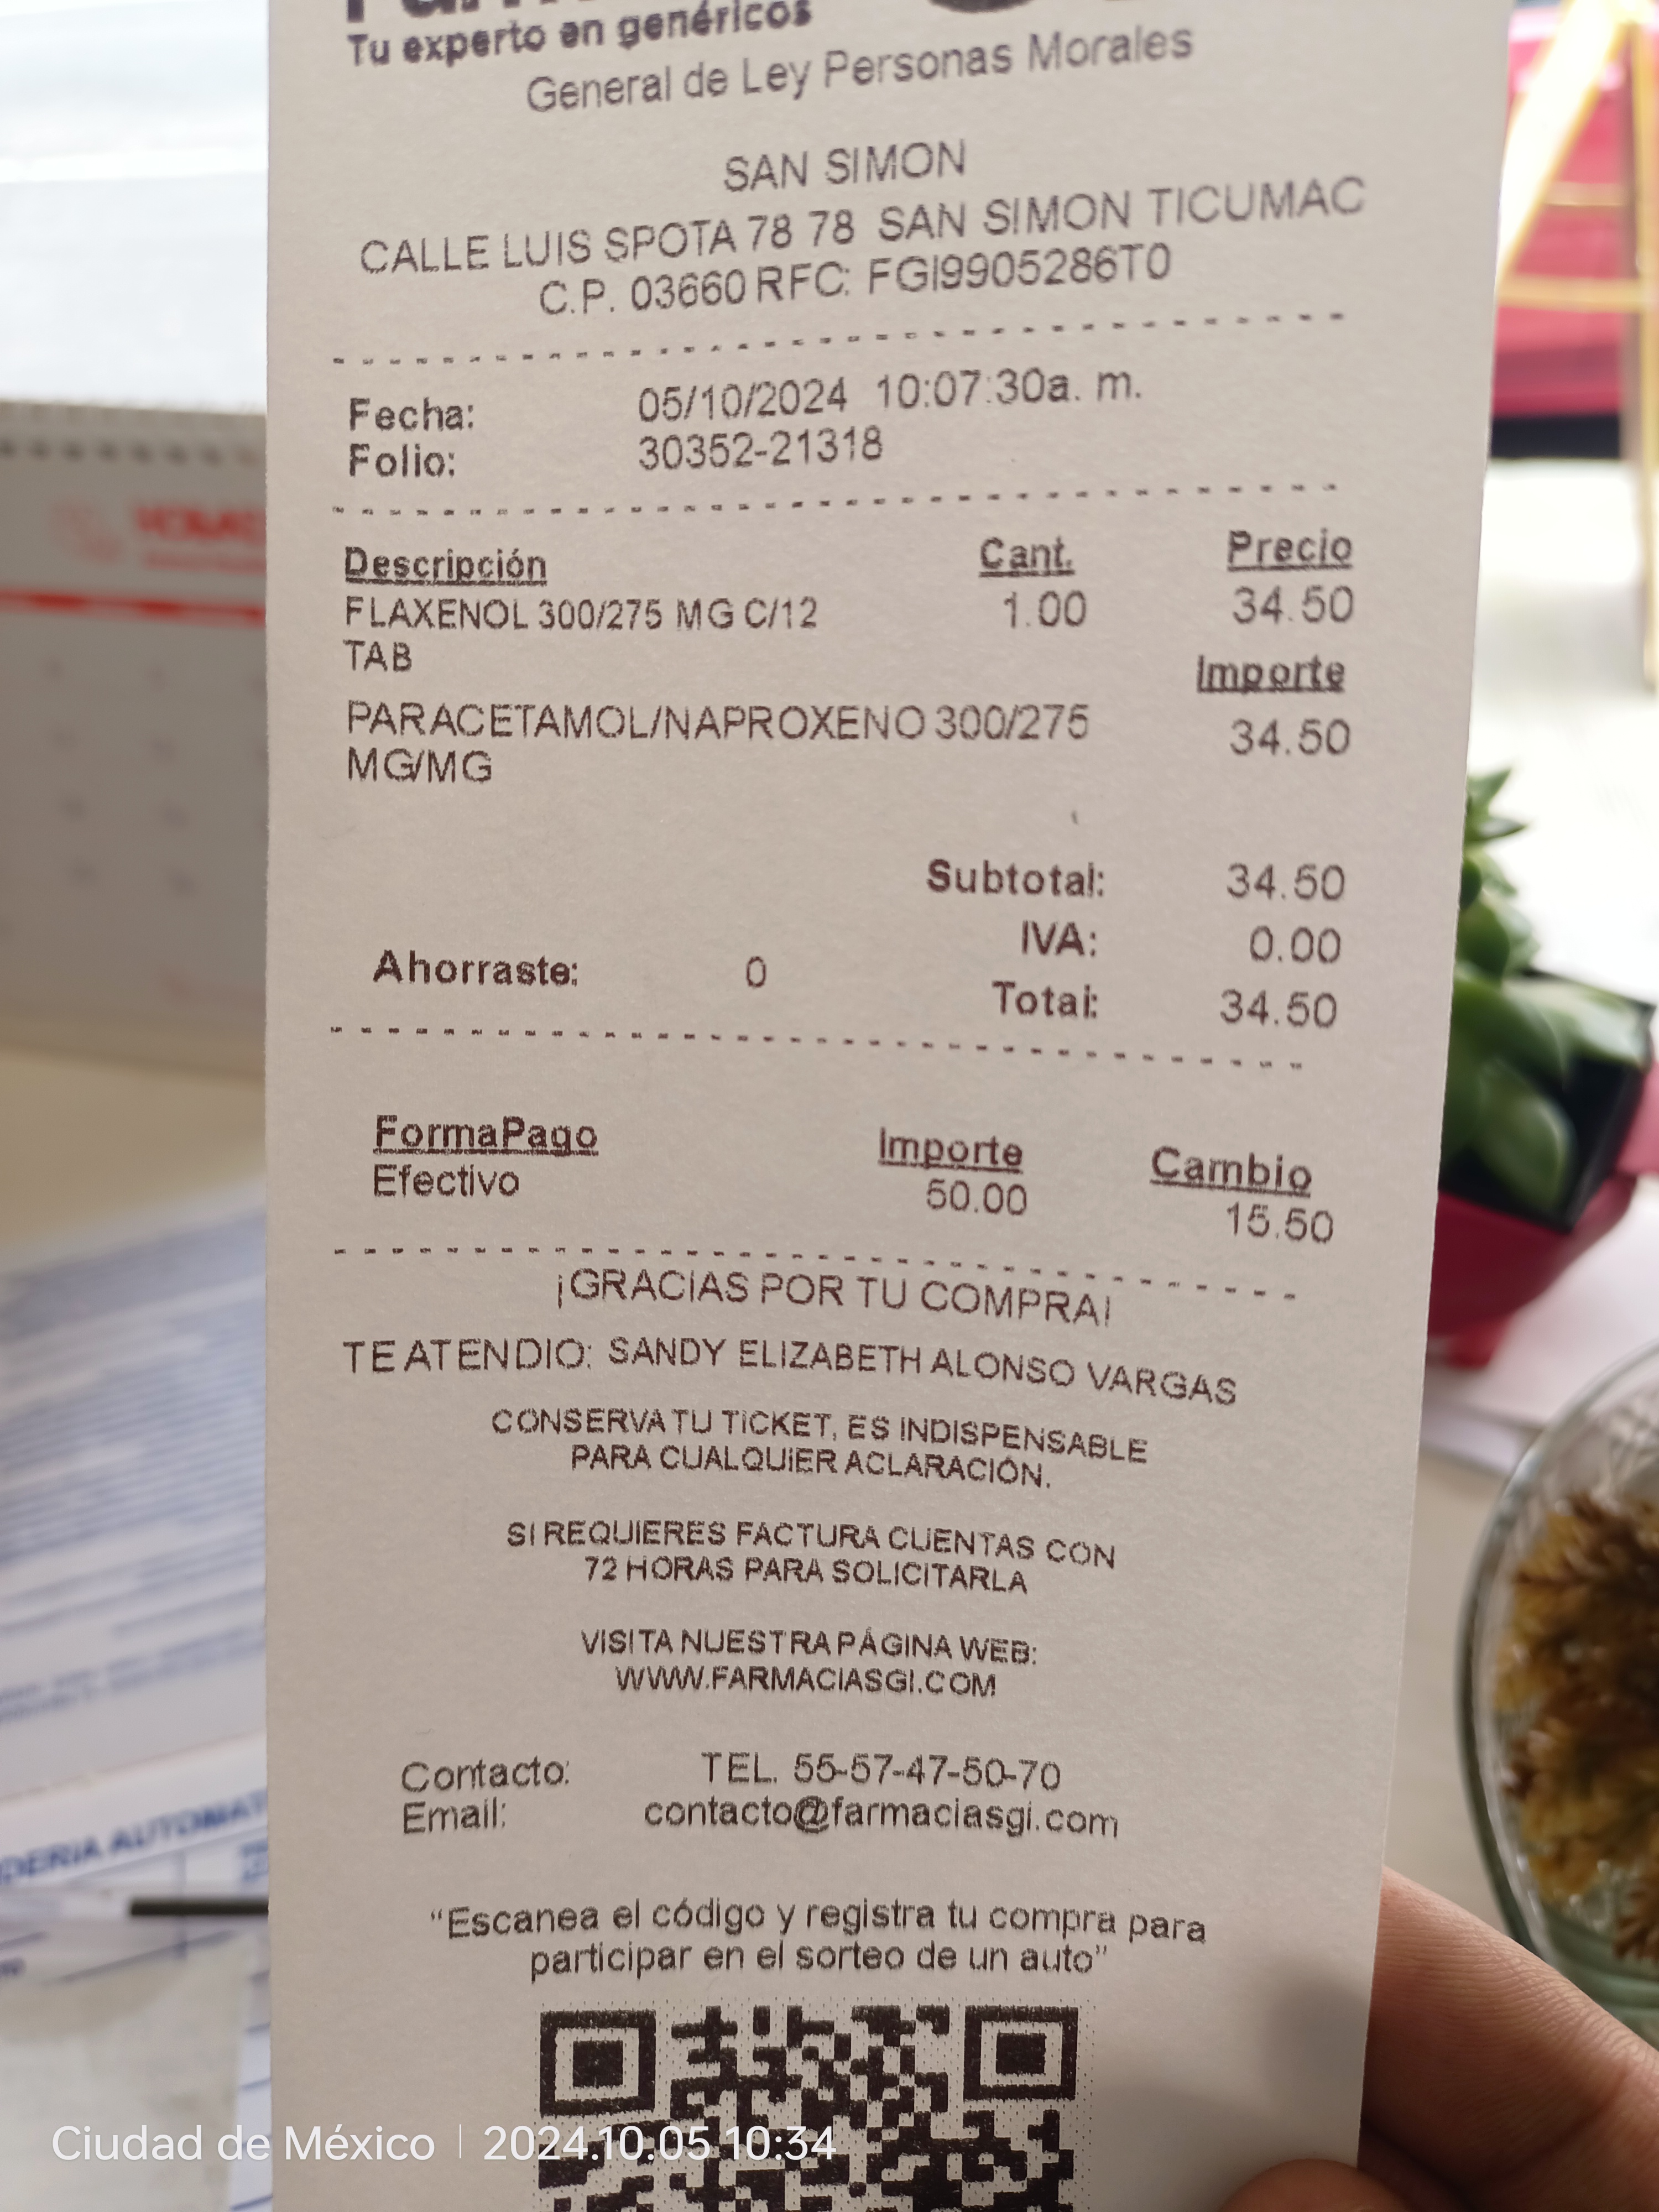 Tu experto en genéricos
General de Ley Personas Morales
SAN SIMON
CALLE LUIS SPOTA 78 78 SAN SIMON TICUMAC
C.P. 03660 RFC: FGI9905286T0
Fecha: 05/10/2024 10:07:30a. m.
Folio: 30352-21318
Descripción Cant. Precio
FLAXENOL 300/275 MG C/12 1.00 34.50
TAB Importe
PARACETAMOL/NAPROXENO 300/275 34.50
MG/MG
Subtotal: 34.50
IVA: 0.00
Ahorraste: 0
Total: 34.50
FormaPago Importe Cambio
Efectivo 50.00 15.50
¡GRACIAS POR TU COMPRA!
TE ATENDIO: SANDY ELIZABETH ALONSO VARGAS
CONSERVA TU TICKET, ES INDISPENSABLE
PARA CUALQUIER ACLARACIÓN.
SI REQUIERES FACTURA CUENTAS CON
72 HORAS PARA SOLICITARLA
VISITA NUESTRA PÁGINA WEB:
WWW.FARMACIASGI.COM
Contacto: TEL. 55-57-47-50-70
Email: contacto@farmaciasgi.com
“Escanea el código y registra tu compra para
participar en el sorteo de un auto”
Ciudad de México | 2024.10.05 10:34